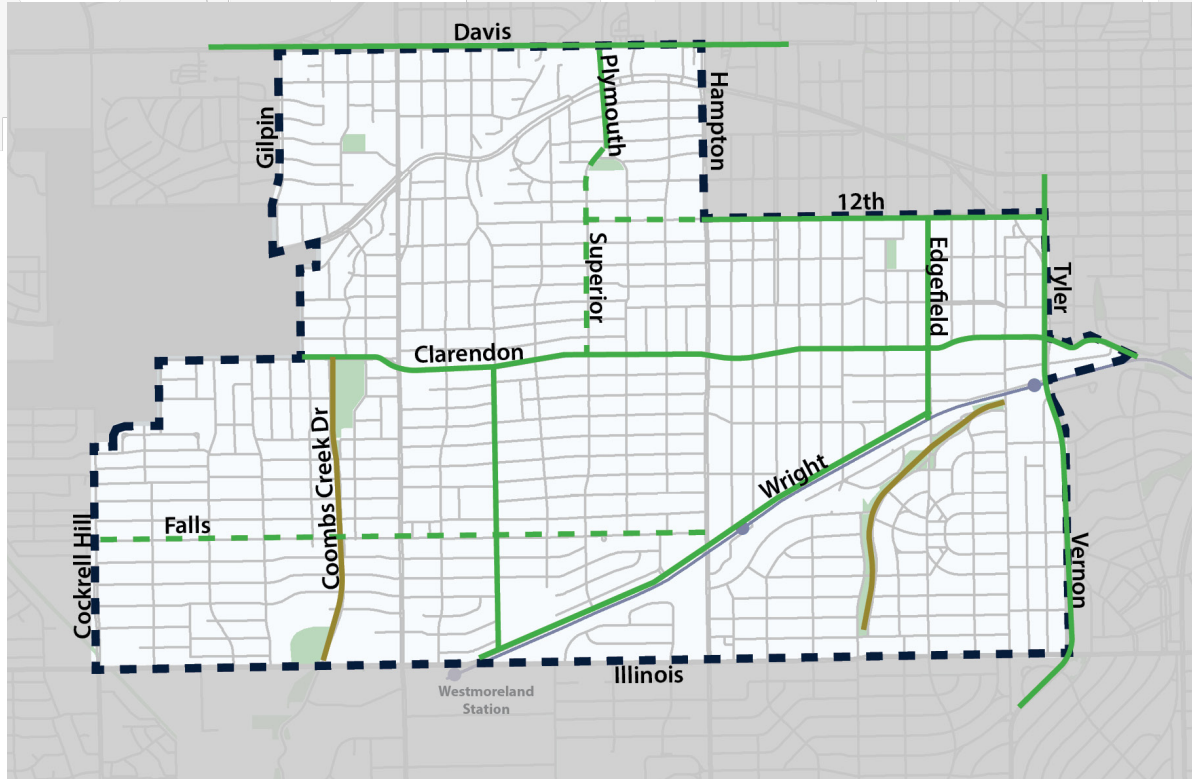 Davis
Plymouth
Hampton
Gilpin
12th
Superior
Edgefield
Tyler
Clarendon
Coombs Creek Dr
Wright
Falls
Cockrell Hill
Vernon
Illinois
Westmoreland
Station